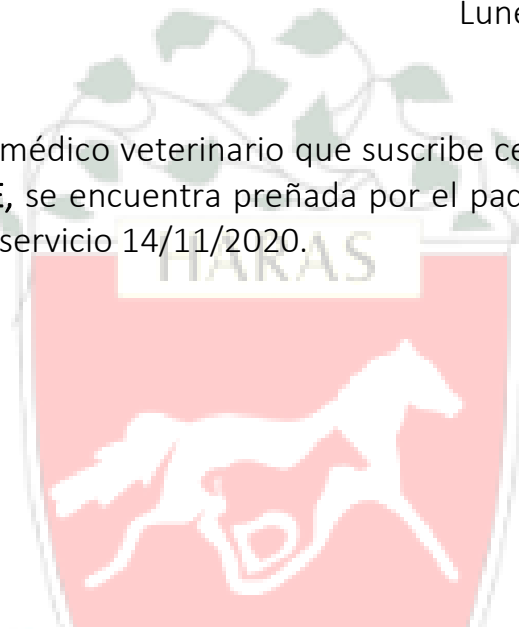 Lune
médico veterinario que suscribe ce
E, se encuentra preñada por el pad
servicio 14/11/2020.
HARAS